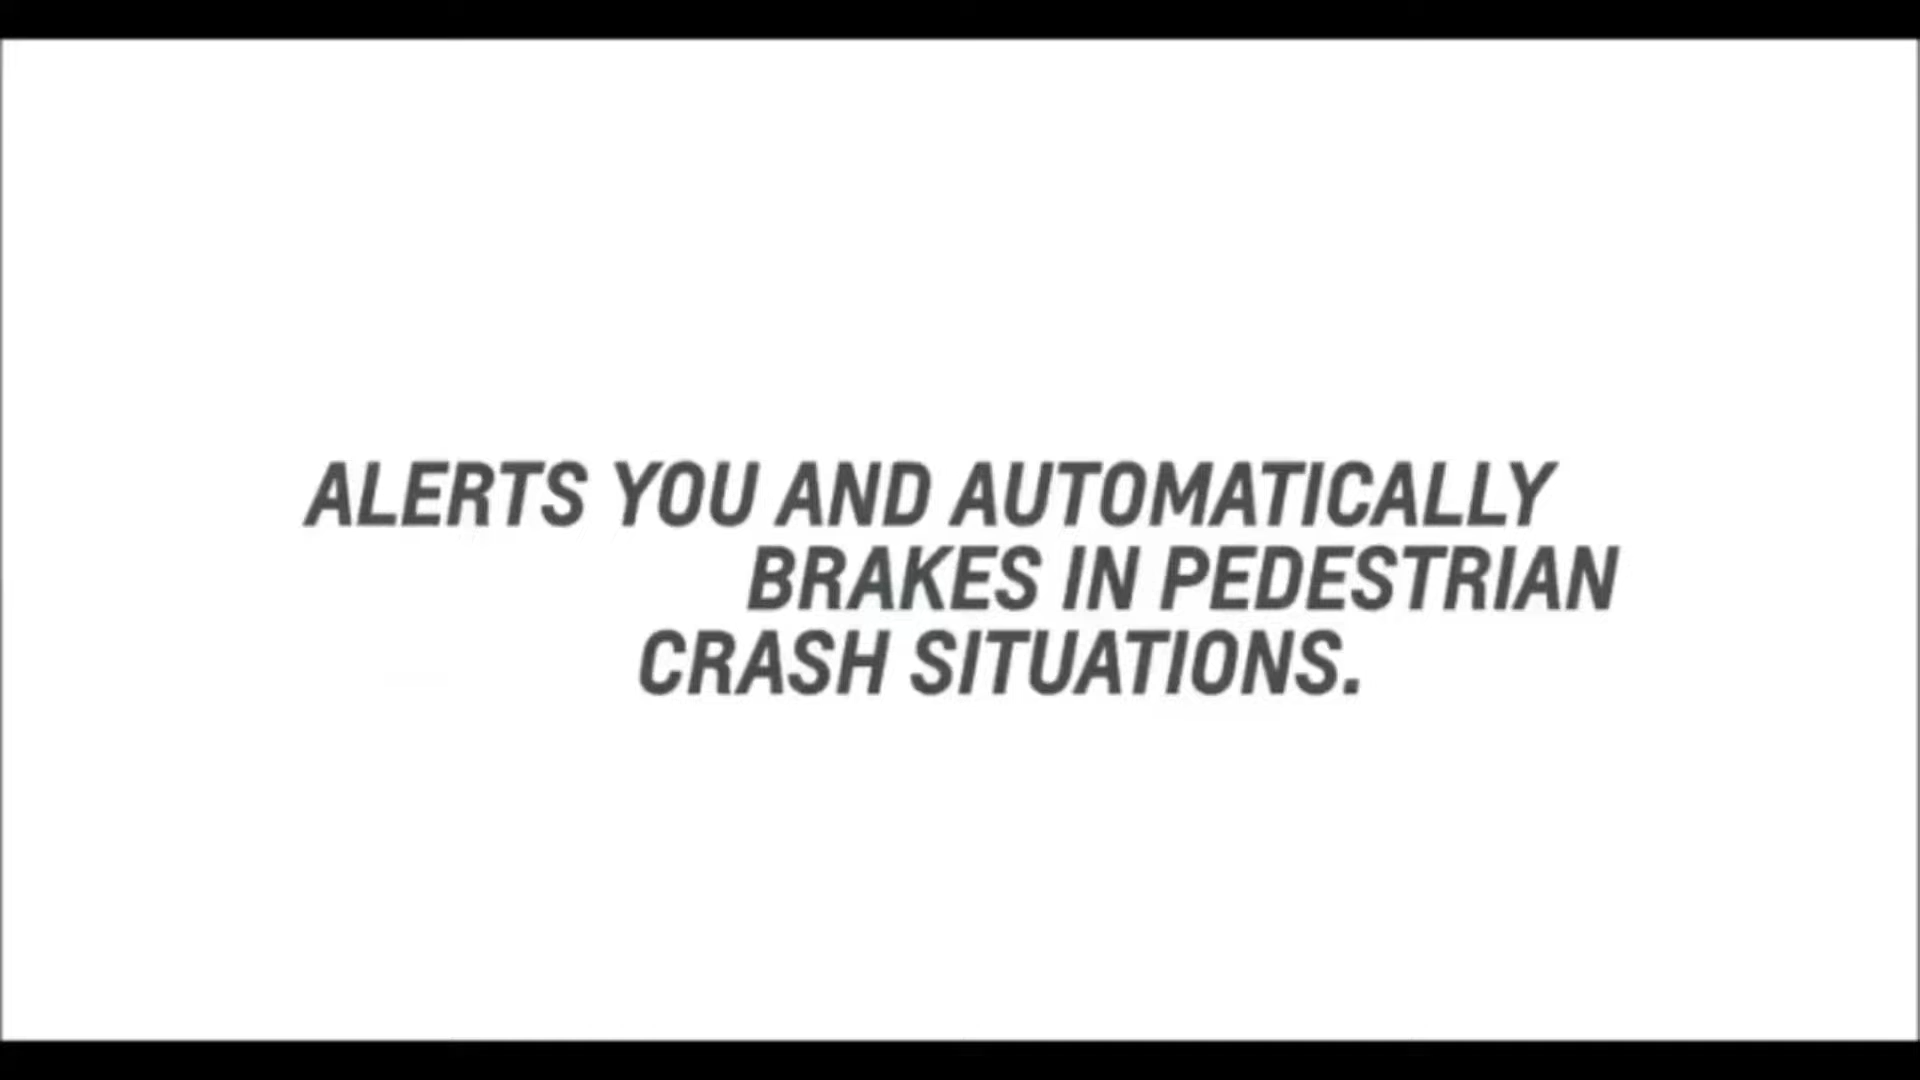 ALERTS YOU AND AUTOMATICALLY
BRAKES IN PEDESTRIAN
CRASH SITUATIONS.